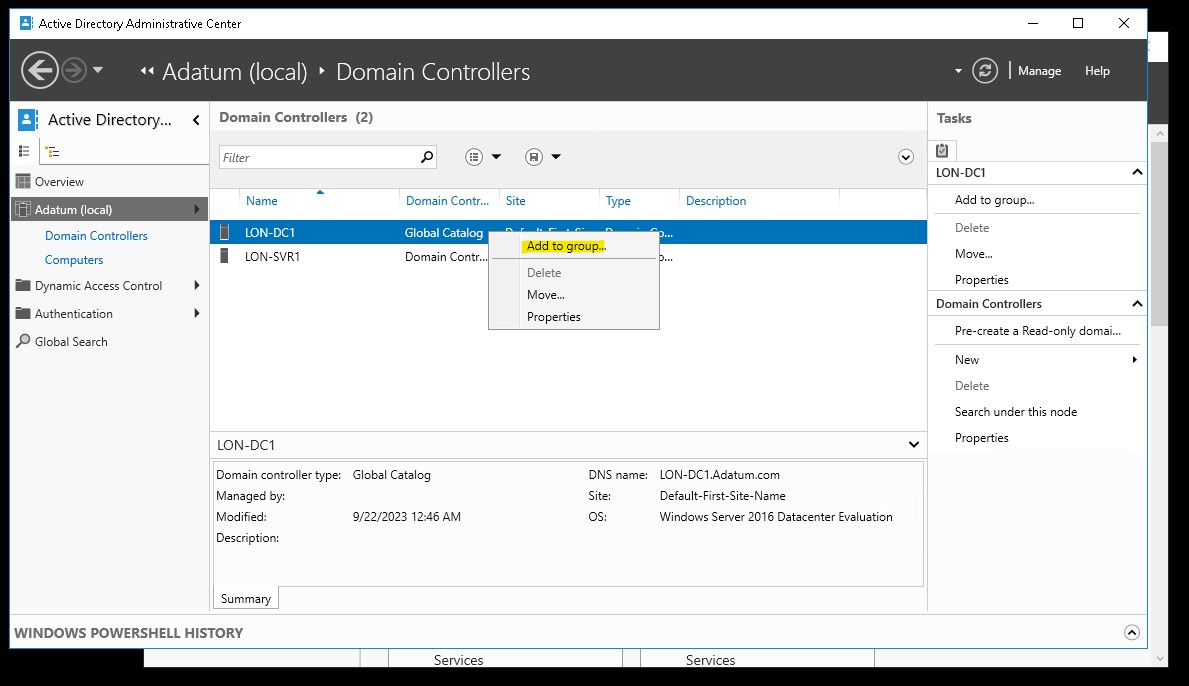 Active Directory Administrative Center
Adatum (local) Domain Controllers
Manage Help
Active Directory...
Overview
Adatum (local)
Domain Controllers
Computers
Dynamic Access Control
Authentication
Global Search
Domain Controllers (2)
Filter
Name Domain Contr... Site Type Description
LON-DC1 Global Catalog Default-First-Site... Domain Co...
LON-SVR1 Domain Contr...
Add to group...
Delete
Move...
Properties
LON-DC1
Domain controller type: Global Catalog DNS name: LON-DC1.Adatum.com
Managed by: Site: Default-First-Site-Name
Modified: 9/22/2023 12:46 AM OS: Windows Server 2016 Datacenter Evaluation
Description:
Summary
Tasks
LON-DC1
Add to group...
Delete
Move...
Properties
Domain Controllers
Pre-create a Read-only domai...
New
Delete
Search under this node
Properties
WINDOWS POWERSHELL HISTORY
Services Services